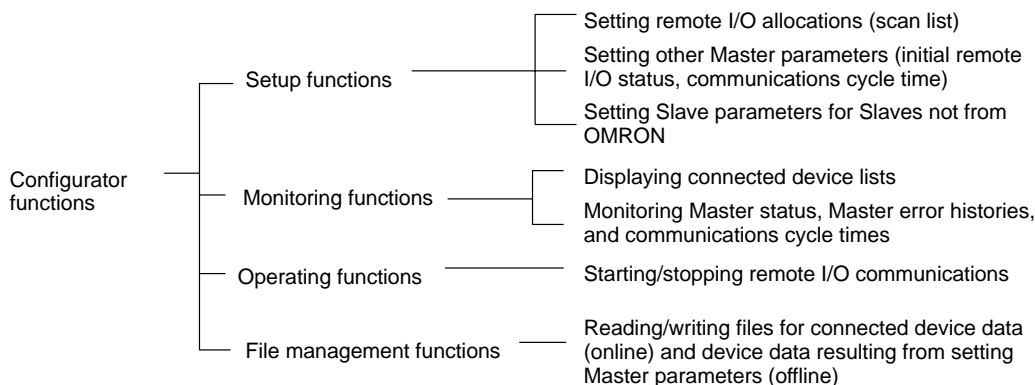 Configurator
functions
Setup functions
Setting remote I/O allocations (scan list)
Setting other Master parameters (initial remote
I/O status, communications cycle time)
Setting Slave parameters for Slaves not from
OMRON
Monitoring functions
Displaying connected device lists
Monitoring Master status, Master error histories,
and communications cycle times
Operating functions
Starting/stopping remote I/O communications
File management functions
Reading/writing files for connected device data
(online) and device data resulting from setting
Master parameters (offline)